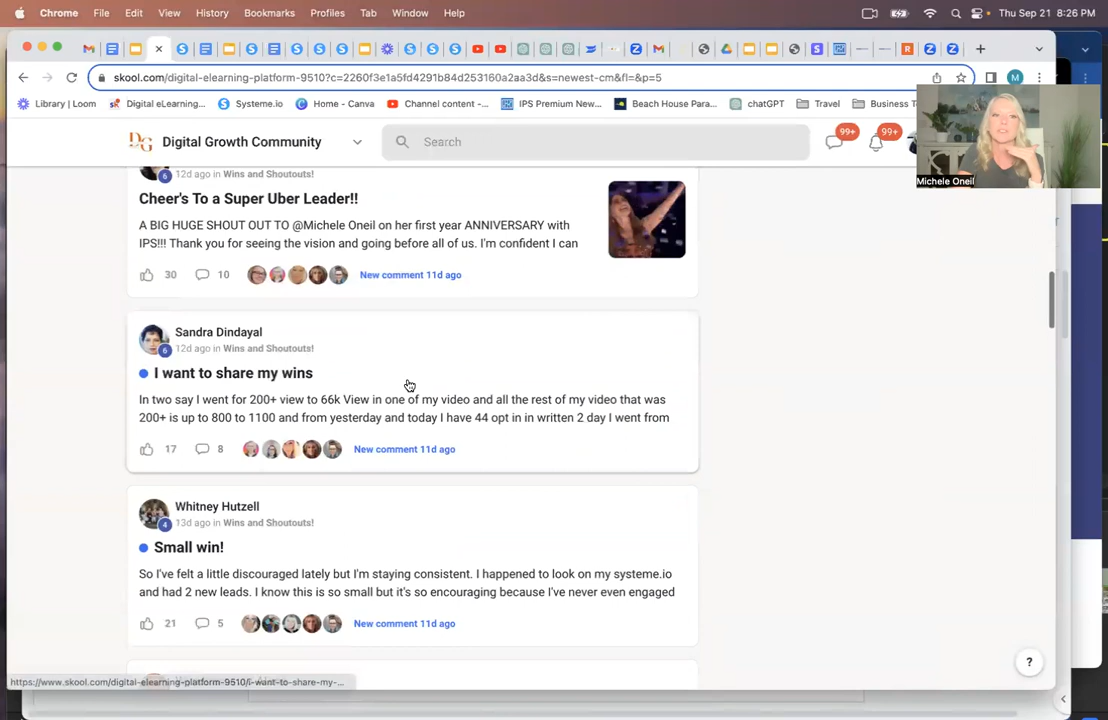 Chrome File Edit View History Bookmarks Profiles Tab Window Help Thu Sep 21 8:26 PM
skool.com/digital-elearning-platform-9510?c=2260f3e1a5fd4291b84d253160a2aa3d&s=newest-cm&fl=&p=5
Library | Loom Digital eLearning... Systeme.io Home - Canva Channel content -... IPS Premium New... Beach House Para... chatGPT Travel Business T
Digital Growth Community Search 99+ 99+
Michele Oneil
6 12d ago in Wins and Shoutouts!
Cheer's To a Super Uber Leader!!
A BIG HUGE SHOUT OUT TO @Michele Oneil on her first year ANNIVERSARY with
IPS!!! Thank you for seeing the vision and going before all of us. I'm confident I can
30 10 New comment 11d ago
Sandra Dindayal
6 12d ago in Wins and Shoutouts!
I want to share my wins
In two say I went for 200+ view to 66k View in one of my video and all the rest of my video that was
200+ is up to 800 to 1100 and from yesterday and today I have 44 opt in in written 2 day I went from
17 8 New comment 11d ago
Whitney Hutzell
4 13d ago in Wins and Shoutouts!
Small win!
So I've felt a little discouraged lately but I'm staying consistent. I happened to look on my systeme.io
and had 2 new leads. I know this is so small but it's so encouraging because I've never even engaged
21 5 New comment 11d ago
?
https://www.skool.com/digital-elearning-platform-9510/i-want-to-share-my-...